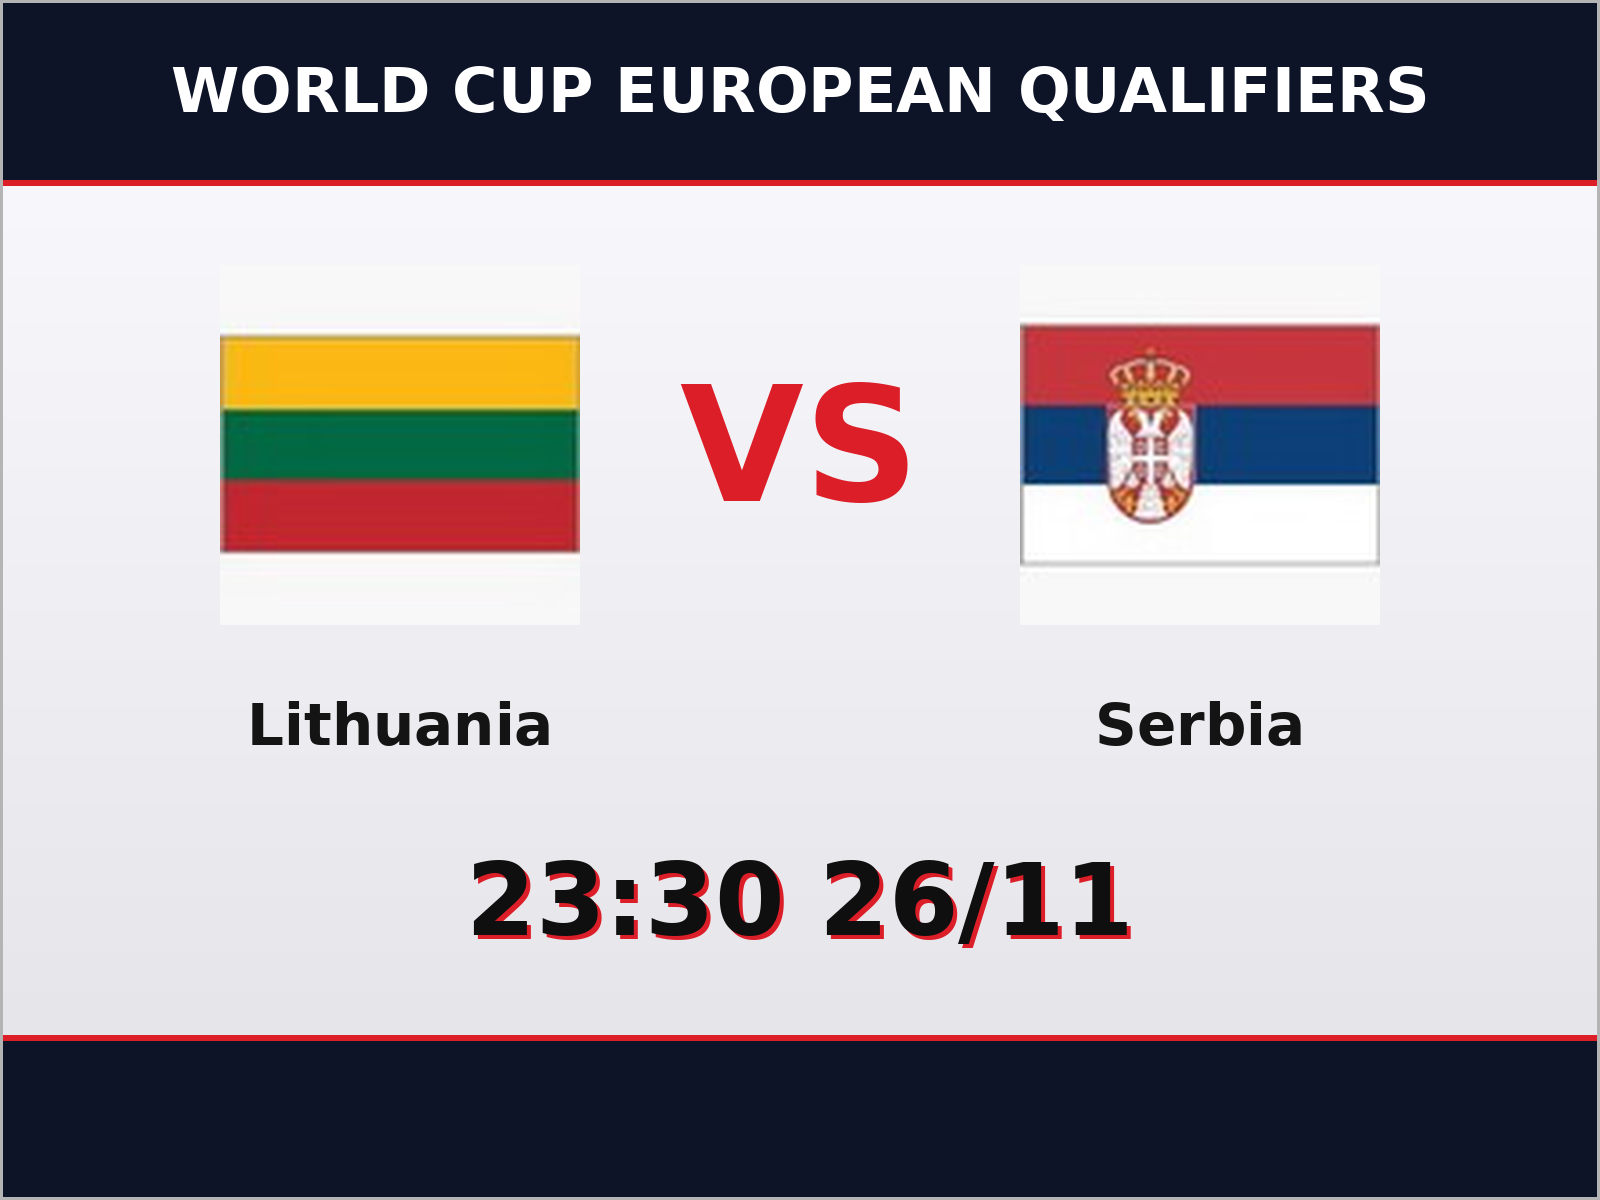 WORLD CUP EUROPEAN QUALIFIERS
VS
Lithuania
Serbia
23:30 26/11